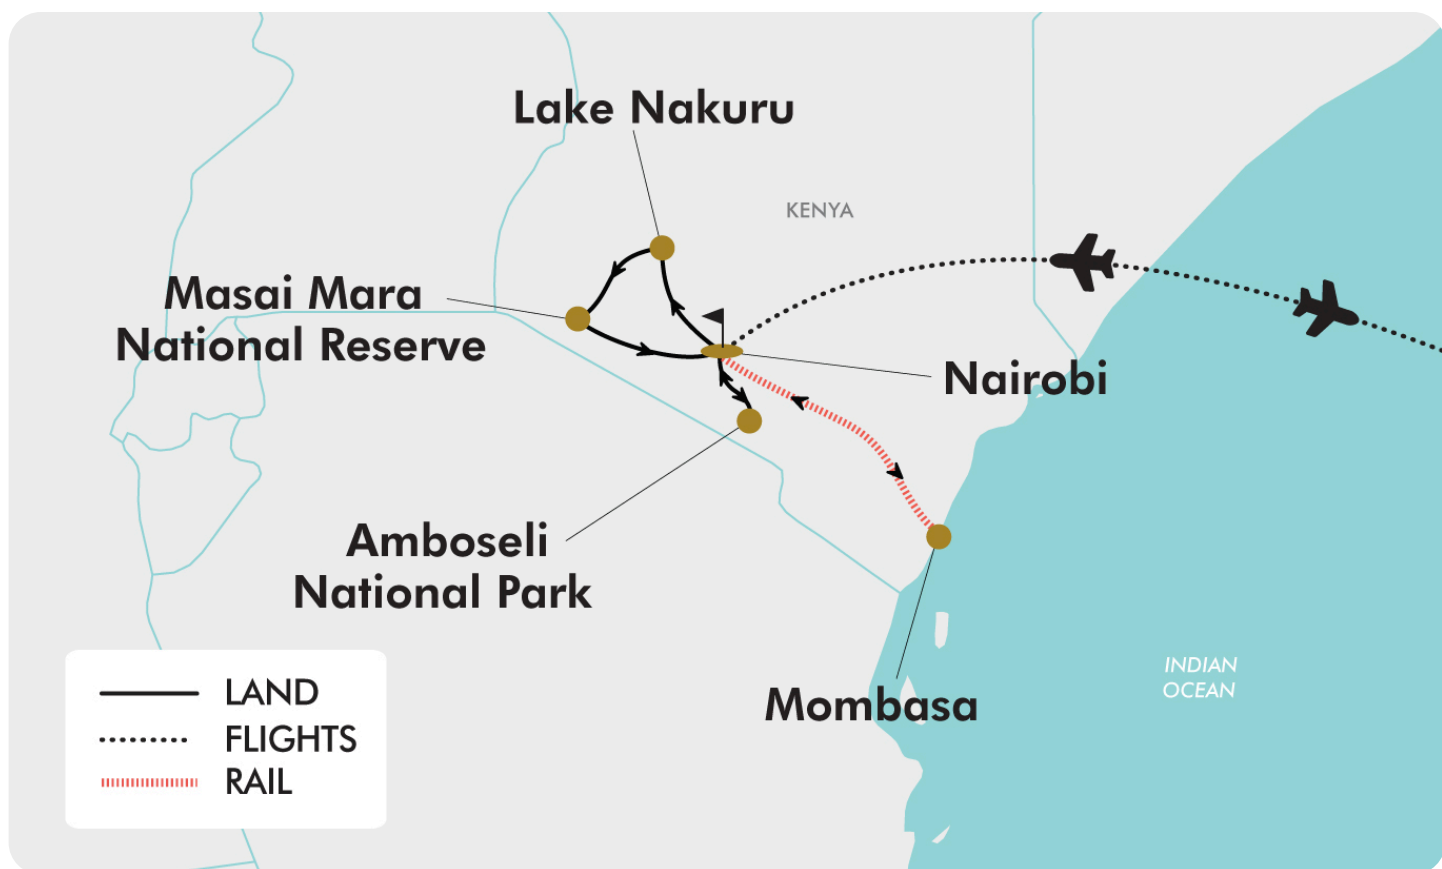 Lake Nakuru
KENYA
Masai Mara
National Reserve
Nairobi
Amboseli
National Park
Mombasa
INDIAN
OCEAN
LAND
FLIGHTS
RAIL